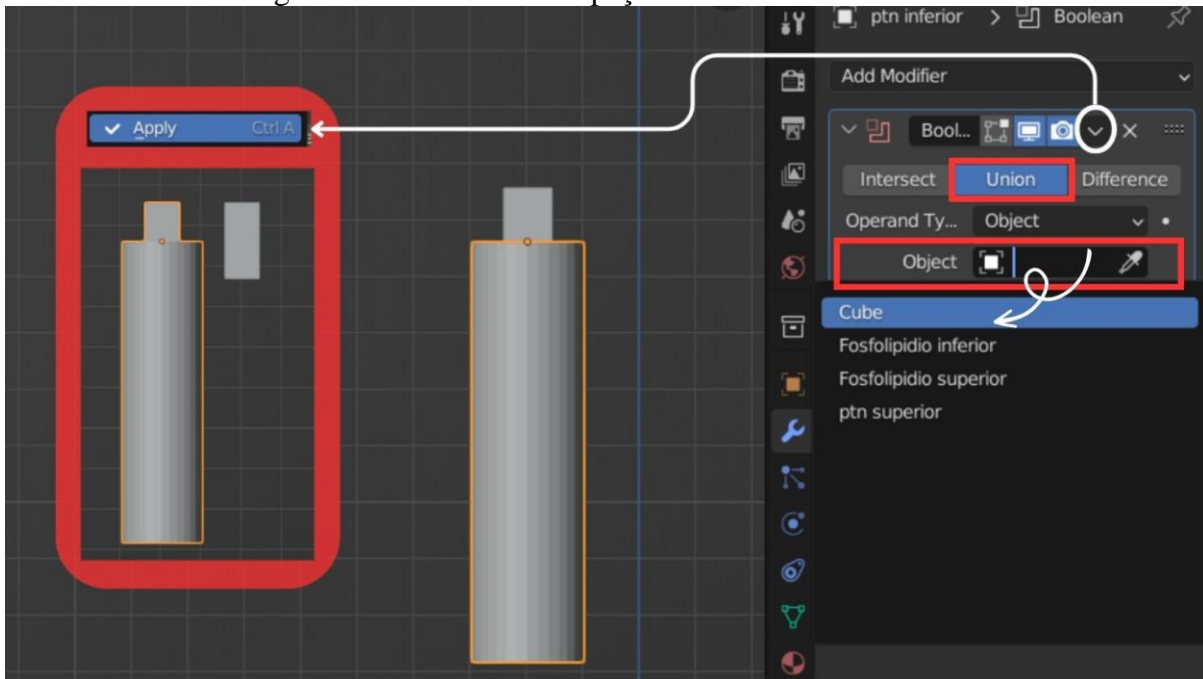 ptn inferior > Boolean
Add Modifier
Apply Ctrl A
Bool...
Intersect Union Difference
Operand Ty... Object
Object
Cube
Fosfolipidio inferior
Fosfolipidio superior
ptn superior